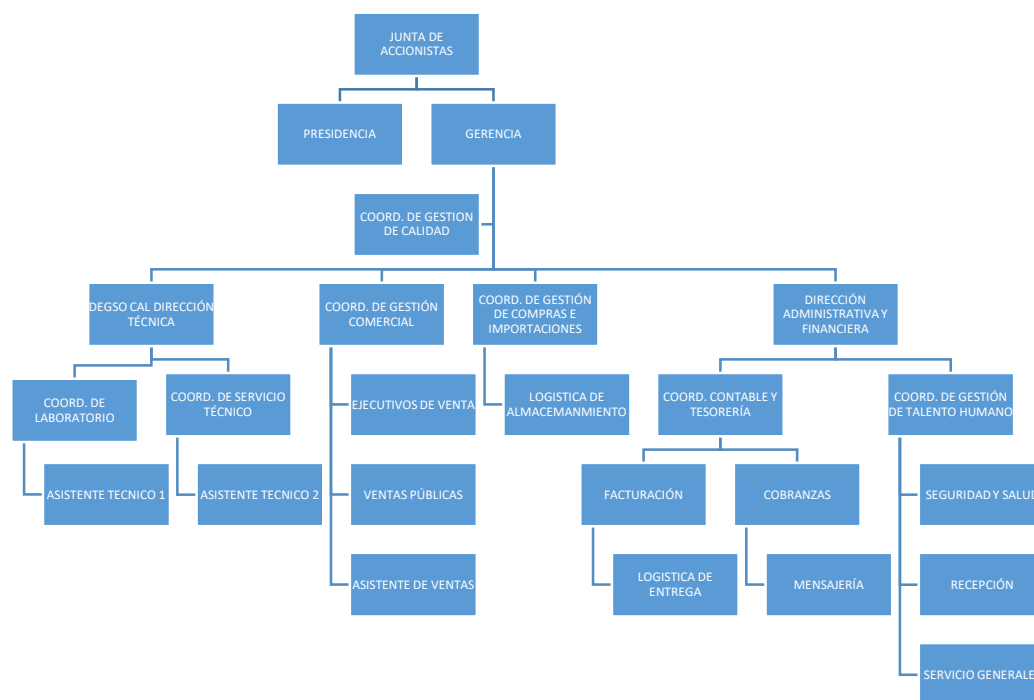 JUNTA DE
ACCIONISTAS
PRESIDENCIA
GERENCIA
COORD. DE GESTION
DE CALIDAD
DEGSO CAL DIRECCIÓN
TÉCNICA
COORD. DE GESTIÓN
COMERCIAL
COORD. DE GESTIÓN
DE COMPRAS E
IMPORTACIONES
DIRECCIÓN
ADMINISTRATIVA Y
FINANCIERA
COORD. DE
LABORATORIO
COORD. DE SERVICIO
TÉCNICO
EJECUTIVOS DE VENTA
LOGISTICA DE
ALMACEMANMIENTO
COORD. CONTABLE Y
TESORERÍA
COORD. DE GESTIÓN
DE TALENTO HUMANO
ASISTENTE TECNICO 1
ASISTENTE TECNICO 2
VENTAS PÚBLICAS
FACTURACIÓN
COBRANZAS
SEGURIDAD Y SALUD
ASISTENTE DE VENTAS
LOGISTICA DE
ENTREGA
MENSAJERÍA
RECEPCIÓN
SERVICIO GENERALE